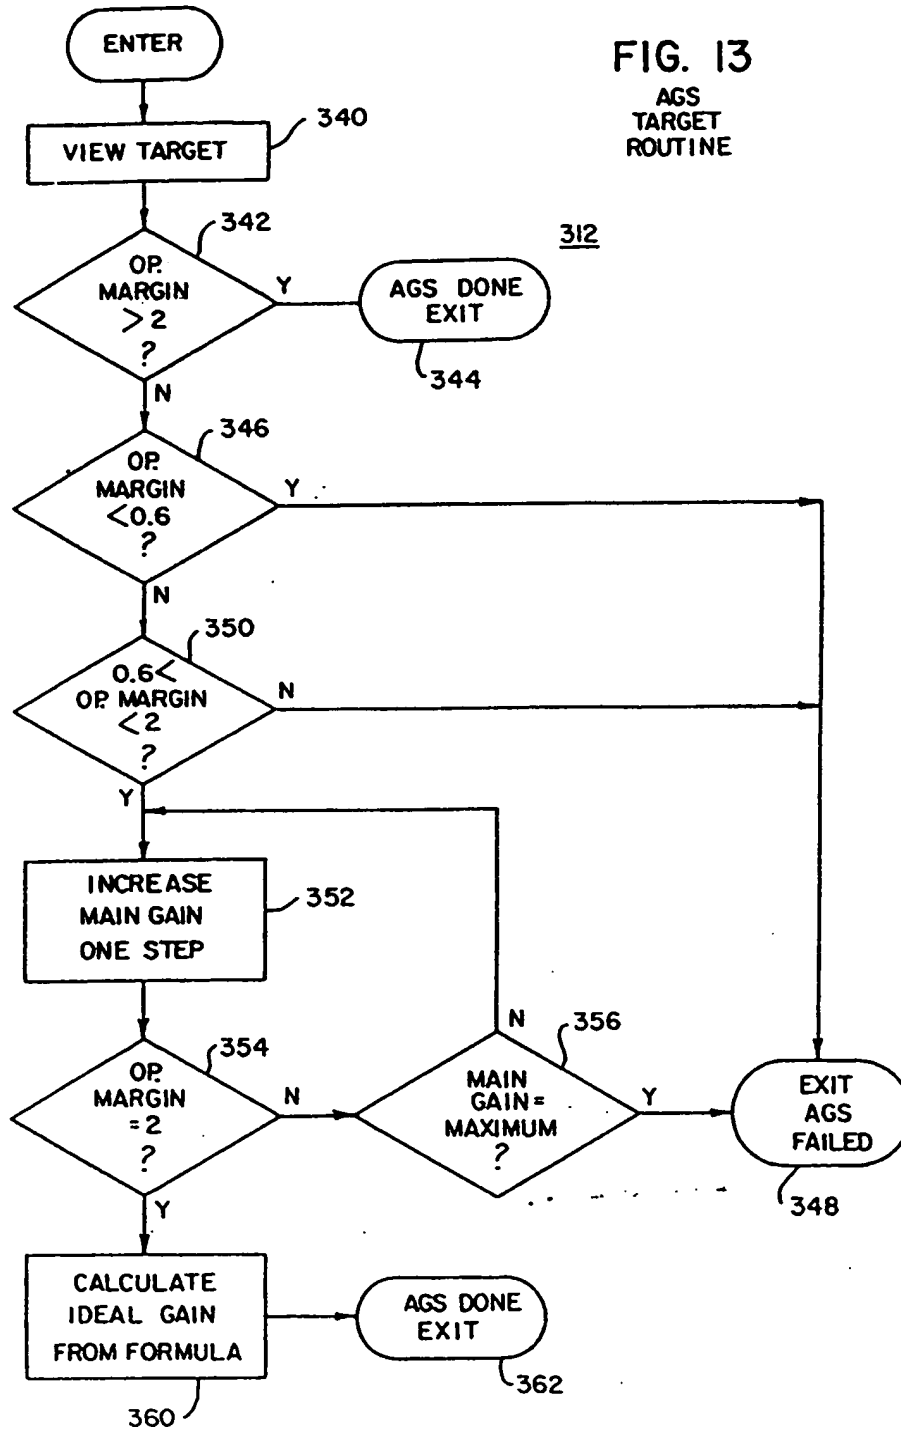 ENTER
FIG. 13
AGS
TARGET
ROUTINE
340
VIEW TARGET
342
312
OP.
MARGIN
>2
?
Y
AGS DONE
EXIT
344
N
346
OP.
MARGIN
<0.6
?
Y
N
350
0.6<
OP. MARGIN
<2
?
N
Y
INCREASE
MAIN GAIN
ONE STEP
352
354
OP.
MARGIN
=2
?
N
N
356
MAIN
GAIN=
MAXIMUM
?
Y
EXIT
AGS
FAILED
348
Y
CALCULATE
IDEAL GAIN
FROM FORMULA
360
AGS DONE
EXIT
362